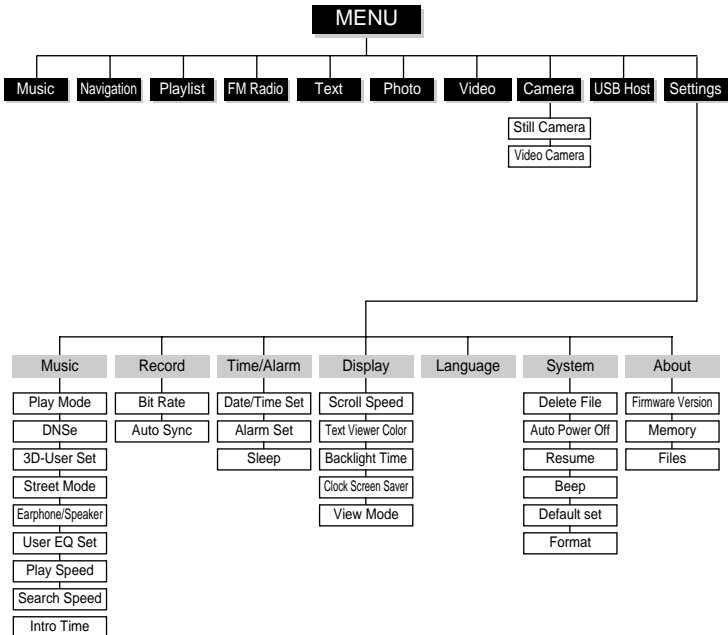 MENU
Music Navigation Playlist FM Radio Text Photo Video Camera USB Host Settings
Still Camera
Video Camera
Music Record Time/Alarm Display Language System About
Play Mode Bit Rate Date/Time Set Scroll Speed Delete File Firmware Version
DNSe Auto Sync Alarm Set Text Viewer Color Auto Power Off Memory
3D-User Set Sleep Backlight Time Resume Files
Street Mode Clock Screen Saver Beep
Earphone/Speaker View Mode Default set
User EQ Set Format
Play Speed
Search Speed
Intro Time